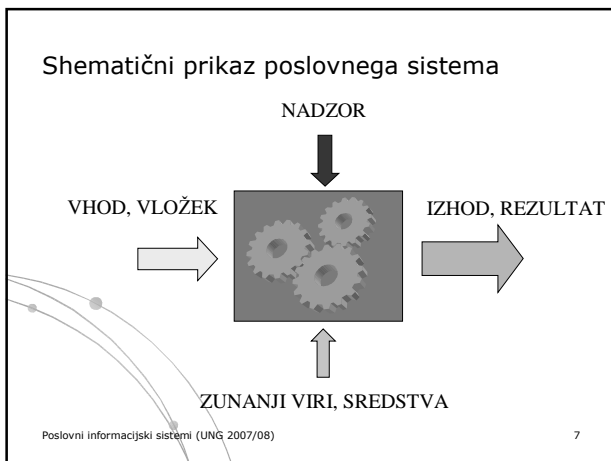 Shematični prikaz poslovnega sistema
NADZOR
VHOD, VLOŽEK
IZHOD, REZULTAT
ZUNANJI VIRI, SREDSTVA
Poslovni informacijski sistemi (UNG 2007/08)
7